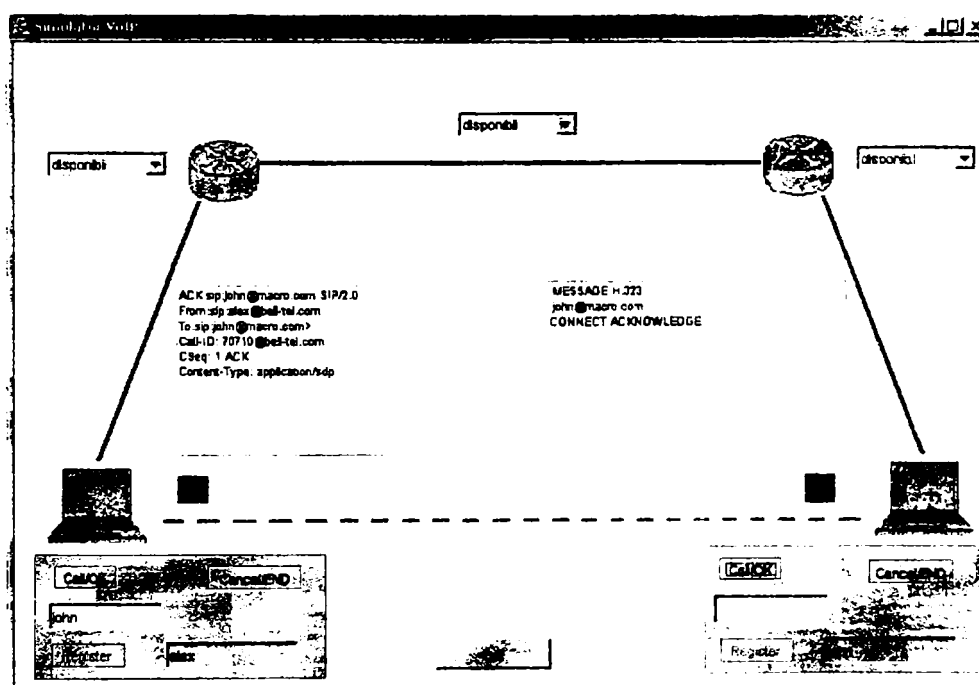 Simulator VoIP
disponibil
disponibil
disponibil
ACK sip:john@macro.com SIP/2.0
From:sip:alex@bell-tel.com
To:sip:john@macro.com>
Call-ID: 70710@bell-tel.com
CSeq: 1 ACK
Content-Type: application/sdp
MESSAGE H.323
john@macro.com
CONNECT ACKNOWLEDGE
Call/OK
Cancel/END
john
Register
alex
Call/OK
Cancel/END
Register